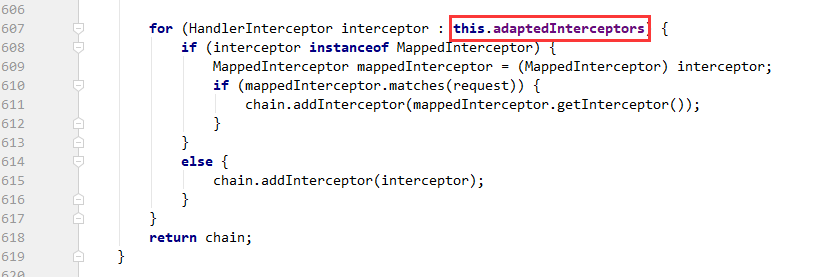 606
607 for (HandlerInterceptor interceptor : this.adaptedInterceptors) {
608 if (interceptor instanceof MappedInterceptor) {
609 MappedInterceptor mappedInterceptor = (MappedInterceptor) interceptor;
610 if (mappedInterceptor.matches(request)) {
611 chain.addInterceptor(mappedInterceptor.getInterceptor());
612 }
613 }
614 else {
615 chain.addInterceptor(interceptor);
616 }
617 }
618 return chain;
619 }
620